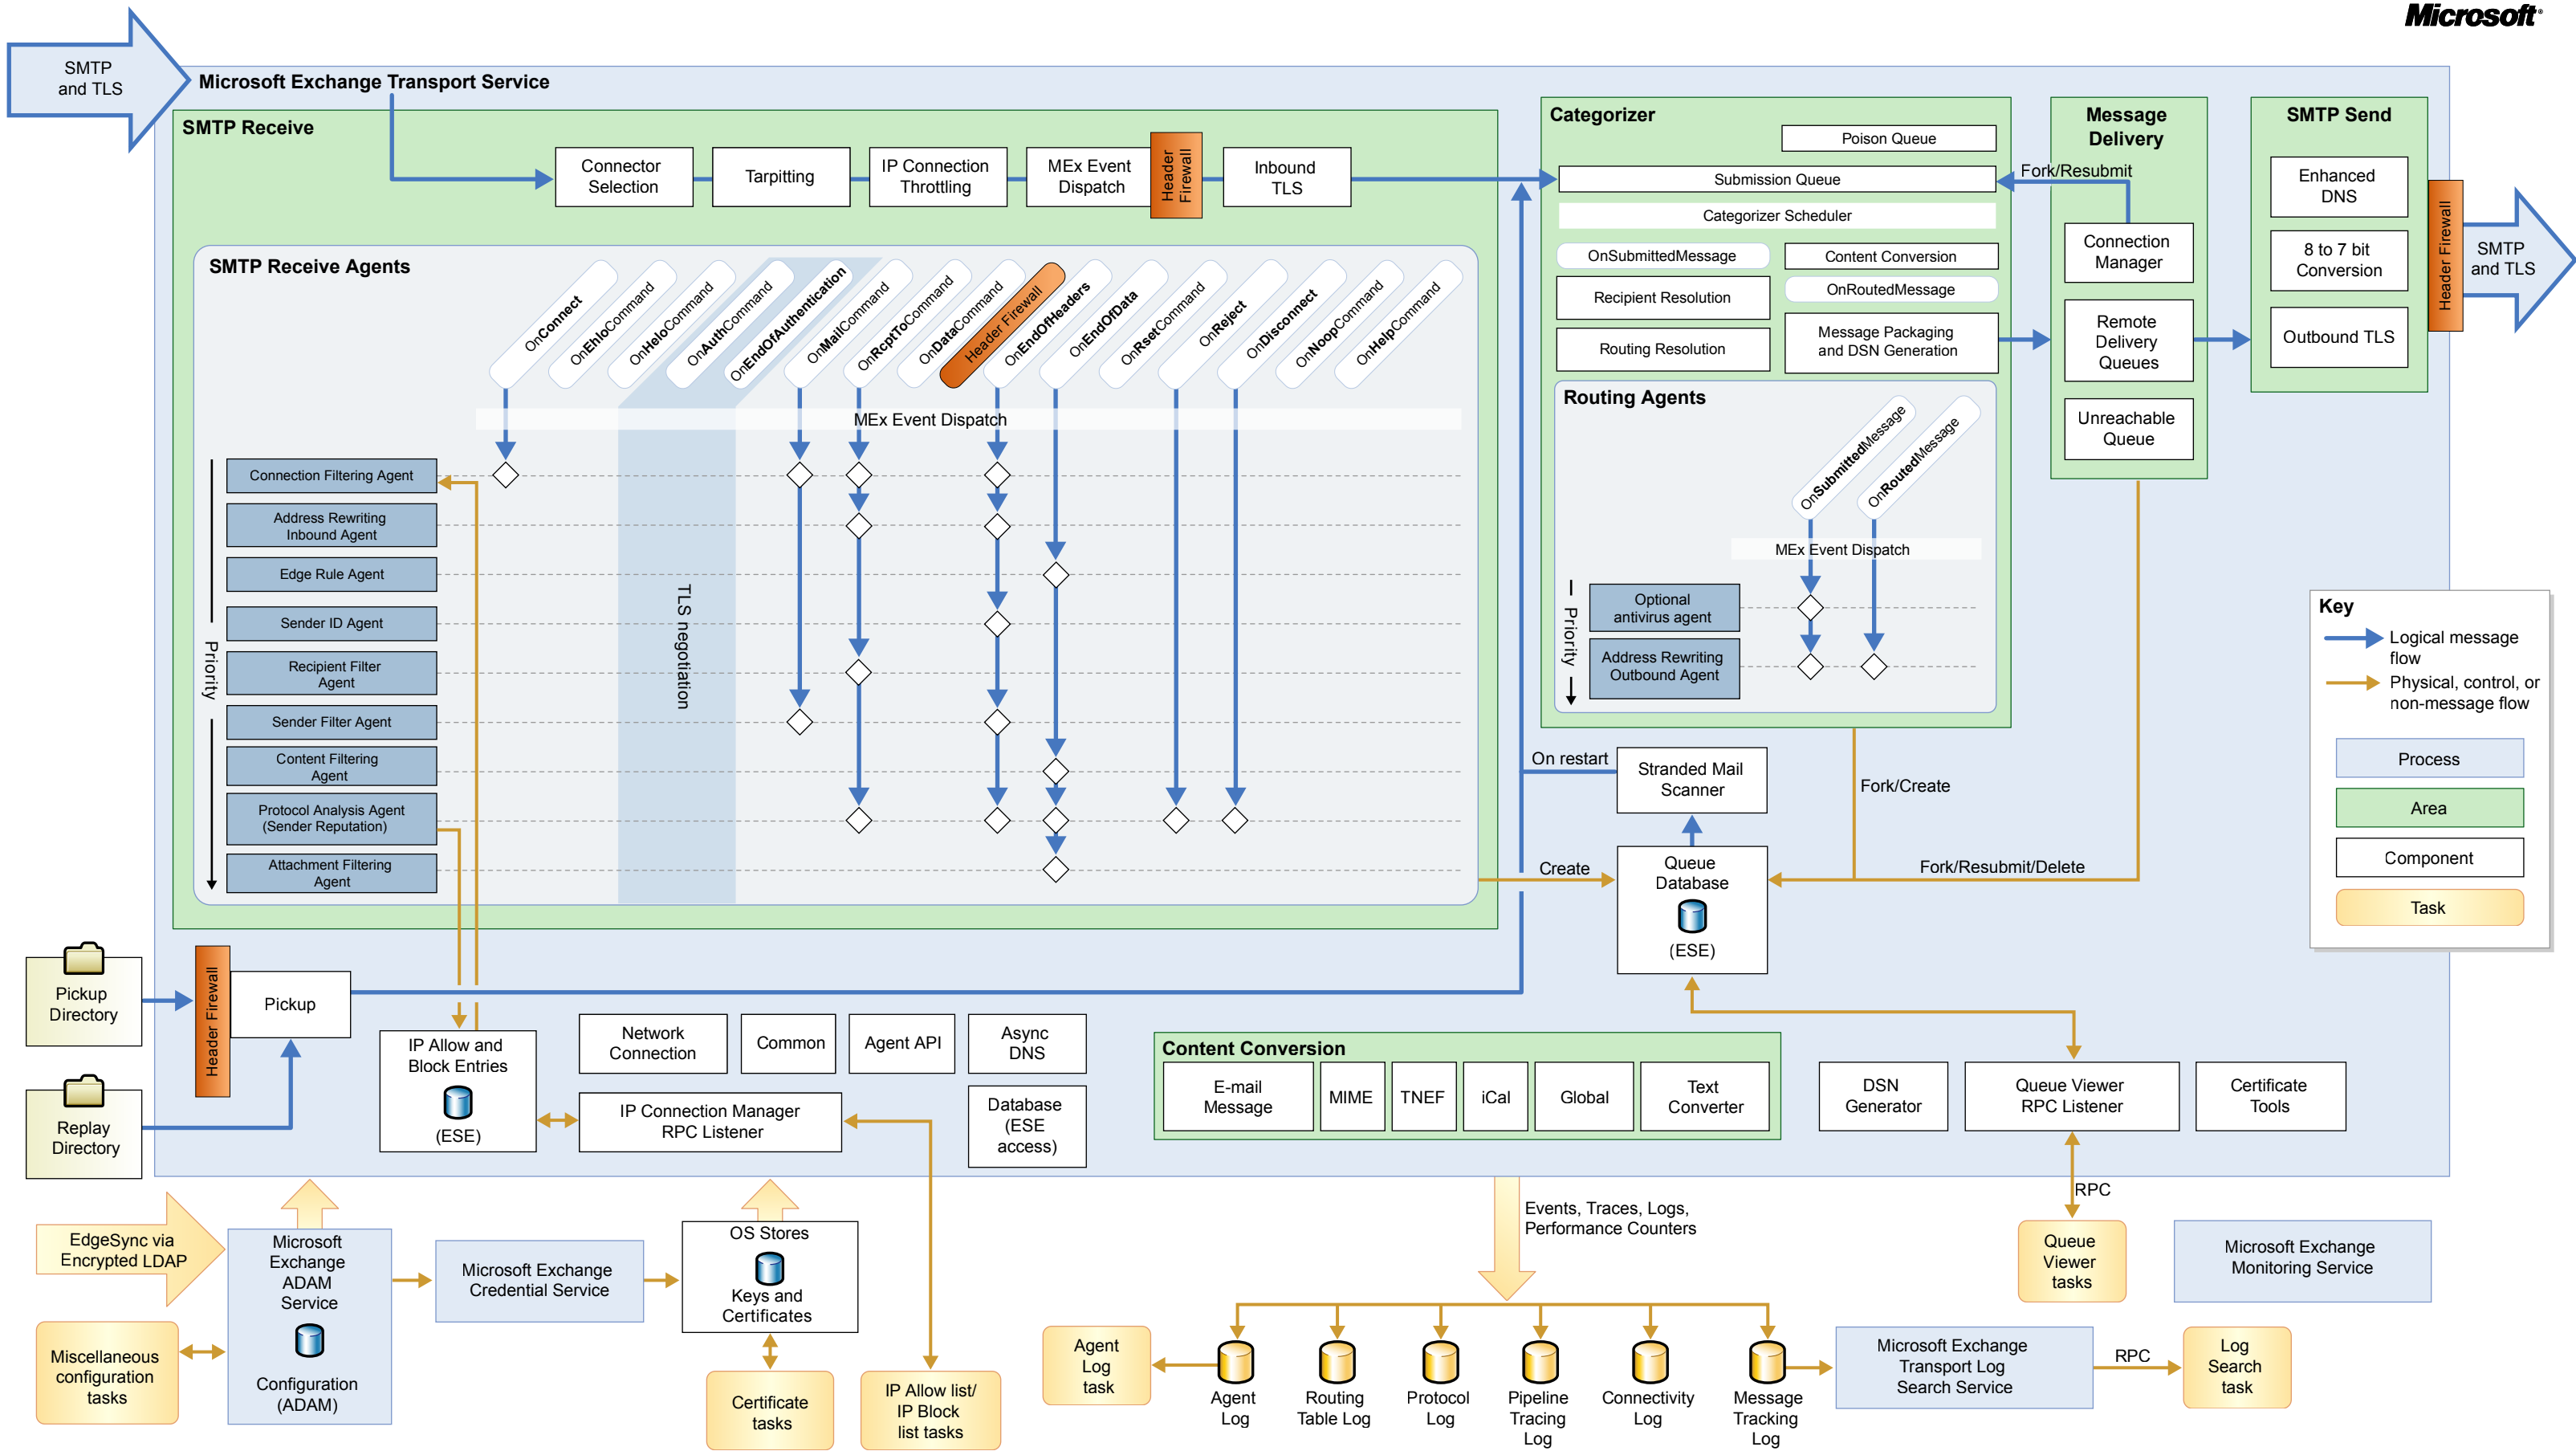 Microsoft
SMTP
and TLS
Microsoft Exchange Transport Service
SMTP Receive
Connector
Selection
Tarpitting
IP Connection
Throttling
MEx Event
Dispatch
Header
Firewall
Inbound
TLS
SMTP Receive Agents
OnConnect
OnEhloCommand
OnHeloCommand
OnAuthCommand
OnEndOfAuthentication
OnMailCommand
OnRcptToCommand
OnDataCommand
Header Firewall
OnEndOfHeaders
OnEndOfData
OnRsetCommand
OnReject
OnDisconnect
OnNoopCommand
OnHelpCommand
MEx Event Dispatch
Priority
Connection Filtering Agent
Address Rewriting
Inbound Agent
Edge Rule Agent
Sender ID Agent
Recipient Filter
Agent
Sender Filter Agent
Content Filtering
Agent
Protocol Analysis Agent
(Sender Reputation)
Attachment Filtering
Agent
TLS negotiation
Categorizer
Poison Queue
Submission Queue
Categorizer Scheduler
OnSubmittedMessage
Content Conversion
Recipient Resolution
OnRoutedMessage
Routing Resolution
Message Packaging
and DSN Generation
Routing Agents
OnSubmittedMessage
OnRoutedMessage
MEx Event Dispatch
Priority
Optional
antivirus agent
Address Rewriting
Outbound Agent
Message
Delivery
Fork/Resubmit
Connection
Manager
Remote
Delivery
Queues
Unreachable
Queue
SMTP Send
Enhanced
DNS
8 to 7 bit
Conversion
Outbound TLS
Header Firewall
SMTP
and TLS
Key
Logical message
flow
Physical, control, or
non-message flow
Process
Area
Component
Task
On restart
Stranded Mail
Scanner
Fork/Create
Create
Queue
Database
(ESE)
Fork/Resubmit/Delete
Pickup
Directory
Replay
Directory
Header Firewall
Pickup
IP Allow and
Block Entries
(ESE)
Network
Connection
Common
Agent API
Async
DNS
IP Connection Manager
RPC Listener
Database
(ESE
access)
Content Conversion
E-mail
Message
MIME
TNEF
iCal
Global
Text
Converter
DSN
Generator
Queue Viewer
RPC Listener
Certificate
Tools
EdgeSync via
Encrypted LDAP
Microsoft
Exchange
ADAM
Service
Configuration
(ADAM)
Miscellaneous
configuration
tasks
Microsoft Exchange
Credential Service
OS Stores
Keys and
Certificates
Certificate
tasks
IP Allow list/
IP Block
list tasks
Events, Traces, Logs,
Performance Counters
Agent
Log
task
Agent
Log
Routing
Table Log
Protocol
Log
Pipeline
Tracing
Log
Connectivity
Log
Message
Tracking
Log
Microsoft Exchange
Transport Log
Search Service
RPC
Log
Search
task
RPC
Queue
Viewer
tasks
Microsoft Exchange
Monitoring Service